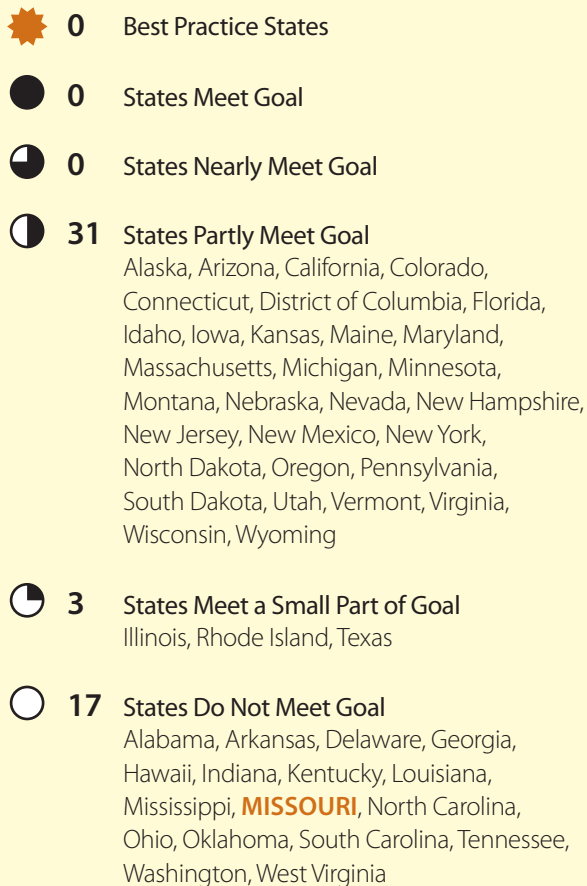 0 Best Practice States
0 States Meet Goal
0 States Nearly Meet Goal
31 States Partly Meet Goal
Alaska, Arizona, California, Colorado,
Connecticut, District of Columbia, Florida,
Idaho, Iowa, Kansas, Maine, Maryland,
Massachusetts, Michigan, Minnesota,
Montana, Nebraska, Nevada, New Hampshire,
New Jersey, New Mexico, New York,
North Dakota, Oregon, Pennsylvania,
South Dakota, Utah, Vermont, Virginia,
Wisconsin, Wyoming
3 States Meet a Small Part of Goal
Illinois, Rhode Island, Texas
17 States Do Not Meet Goal
Alabama, Arkansas, Delaware, Georgia,
Hawaii, Indiana, Kentucky, Louisiana,
Mississippi, MISSOURI, North Carolina,
Ohio, Oklahoma, South Carolina, Tennessee,
Washington, West Virginia